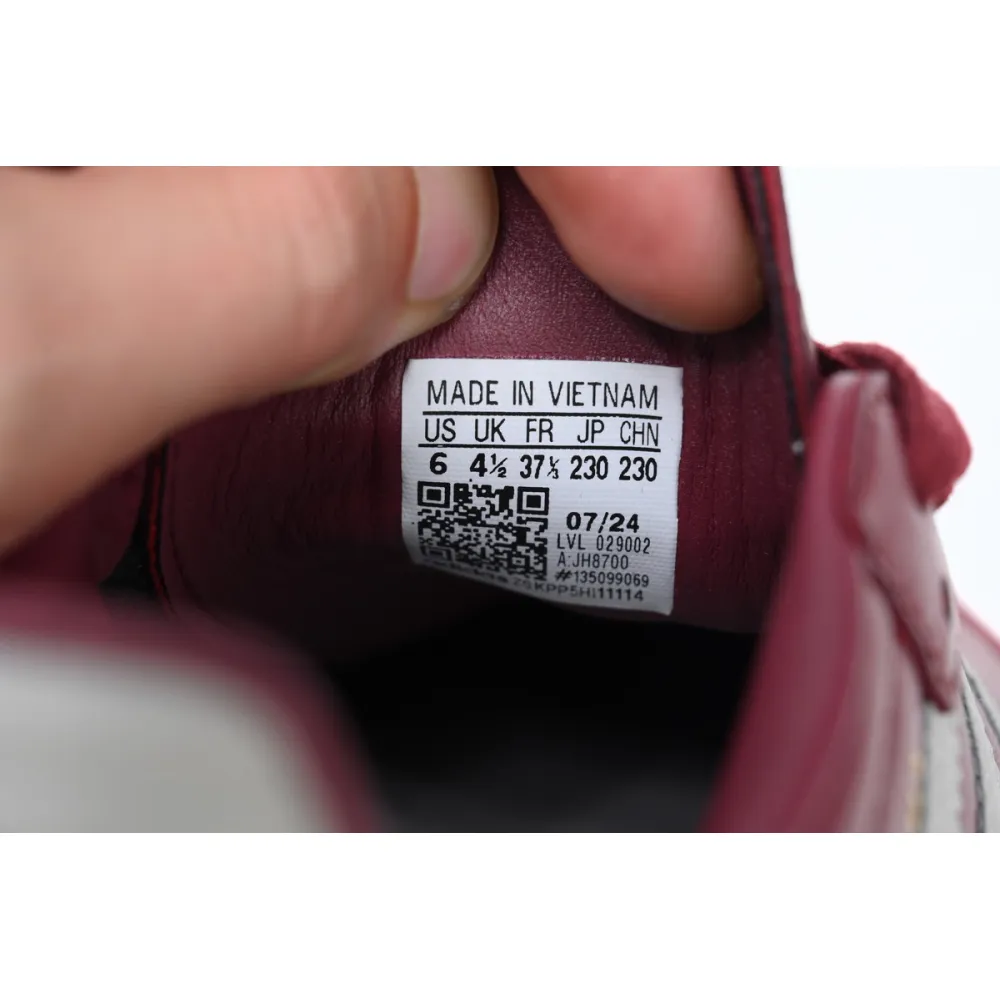 MADE IN VIETNAM
US UK FR JP CHN
6 4½ 37⅓ 230 230
07/24
LVL 029002
A:JH8700
#135099069
KPP5HI11114